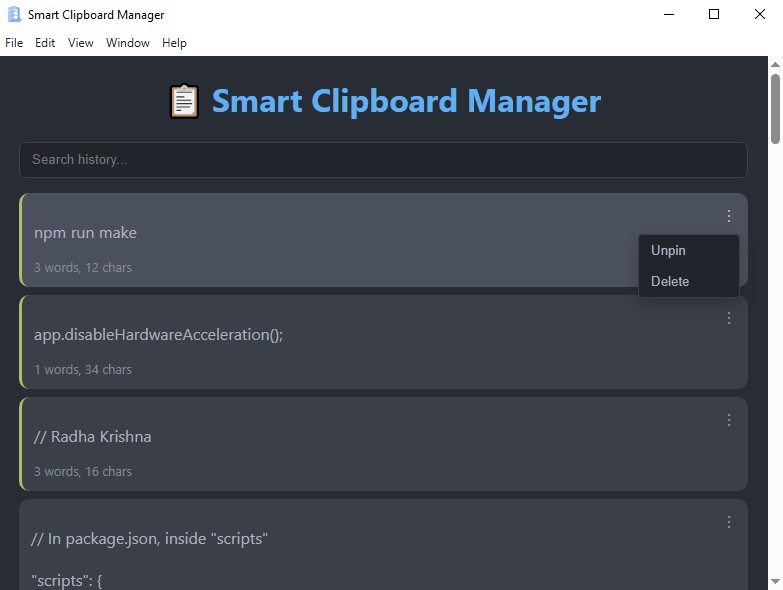 Smart Clipboard Manager
File Edit View Window Help
📋 Smart Clipboard Manager
Search history...
npm run make
3 words, 12 chars
Unpin
Delete
app.disableHardwareAcceleration();
1 words, 34 chars
// Radha Krishna
3 words, 16 chars
// In package.json, inside "scripts"
"scripts": {